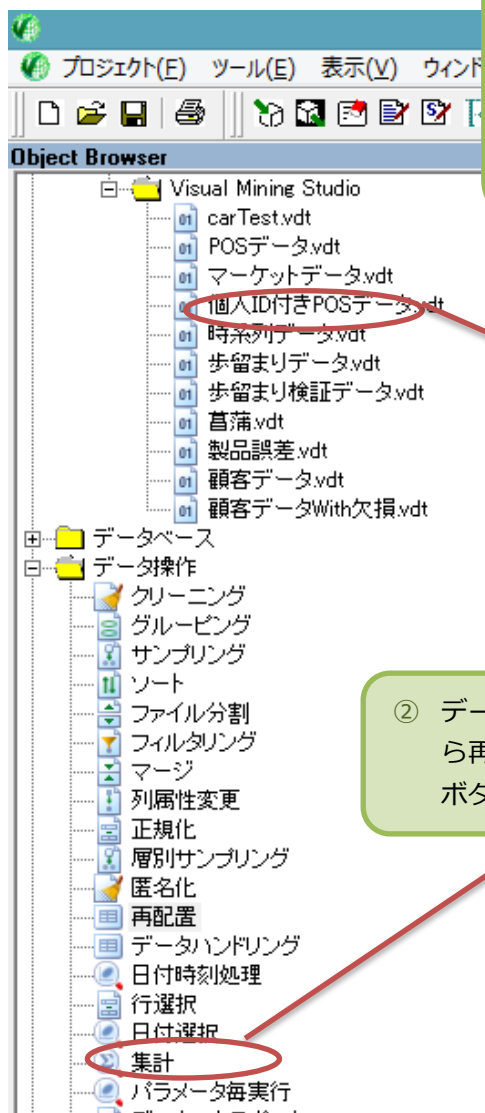 プロジェクト(F) ツール(E) 表示(V) ウィンド
Object Browser
Visual Mining Studio
carTest.vdt
POSデータ.vdt
マーケットデータ.vdt
個人ID付きPOSデータ.vdt
時系列データ.vdt
歩留まりデータ.vdt
歩留まり検証データ.vdt
菖蒲.vdt
製品誤差.vdt
顧客データ.vdt
顧客データWith欠損.vdt
データベース
データ操作
クリーニング
グルーピング
サンプリング
ソート
ファイル分割
フィルタリング
マージ
列属性変更
正規化
層別サンプリング
匿名化
再配置
データハンドリング
日付時刻処理
行選択
日付選択
集計
パラメータ毎実行
② デー
ら再
ボタ